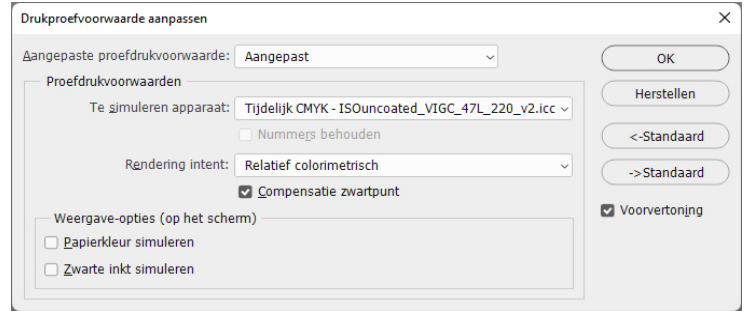 Drukproefvoorwaarde aanpassen
Aangepaste proefdrukvoorwaarde: Aangepast
OK
Proefdrukvoorwaarden
Herstellen
Te simuleren apparaat: Tijdelijk CMYK - ISOuncoated_VIGC_47L_220_v2.icc
Nummers behouden
<-Standaard
Rendering intent: Relatief colorimetrisch
->Standaard
Compensatie zwartpunt
Weergave-opties (op het scherm)
Voorvertoning
Papierkleur simuleren
Zwarte inkt simuleren